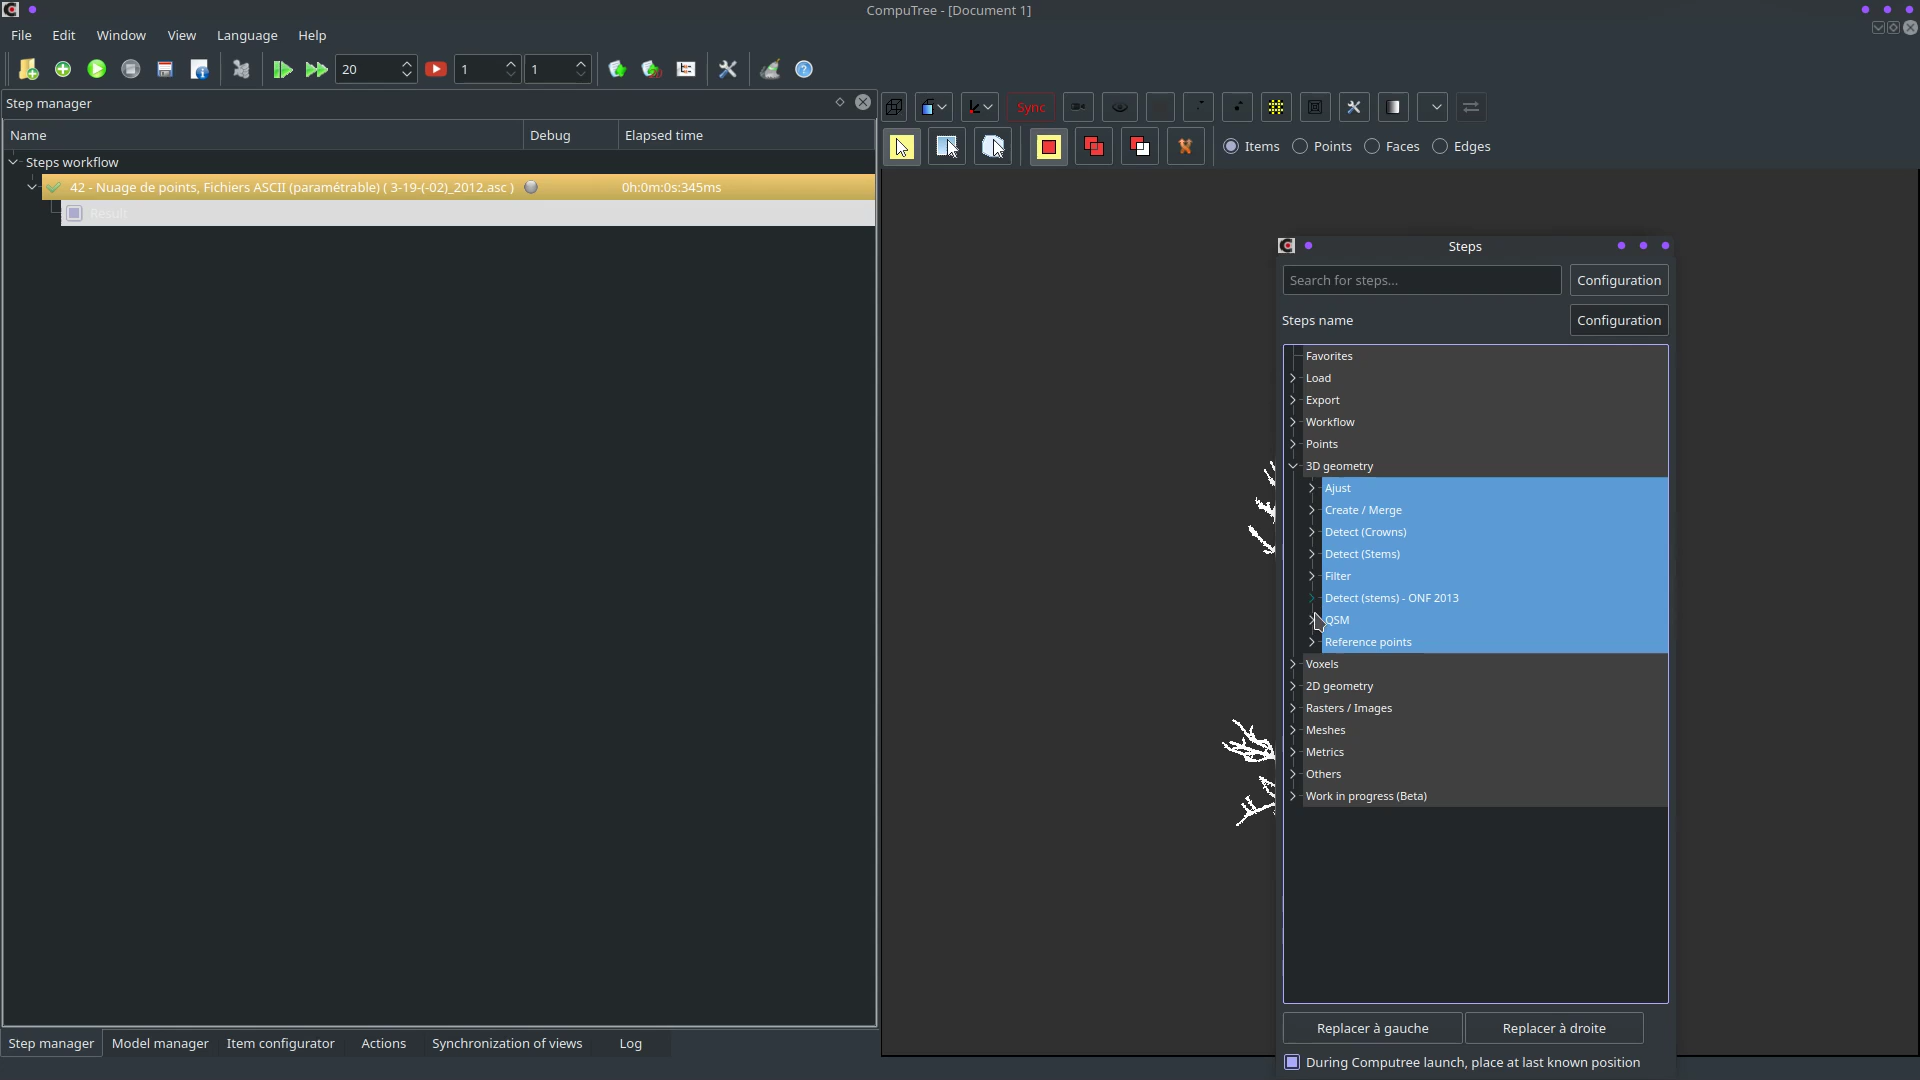 CompuTree - [Document 1]
File Edit Window View Language Help
20 1 1
Step manager
Name Debug Elapsed time
Steps workflow
42 - Nuage de points, Fichiers ASCII (paramétrable) ( 3-19-(-02)_2012.asc ) 0h:0m:0s:345ms
Result
Sync
Items Points Faces Edges
Steps
Search for steps... Configuration
Steps name Configuration
Favorites
Load
Export
Workflow
Points
3D geometry
Ajust
Create / Merge
Detect (Crowns)
Detect (Stems)
Filter
Detect (stems) - ONF 2013
QSM
Reference points
Voxels
2D geometry
Rasters / Images
Meshes
Metrics
Others
Work in progress (Beta)
Replacer à gauche Replacer à droite
During Computree launch, place at last known position
Step manager Model manager Item configurator Actions Synchronization of views Log